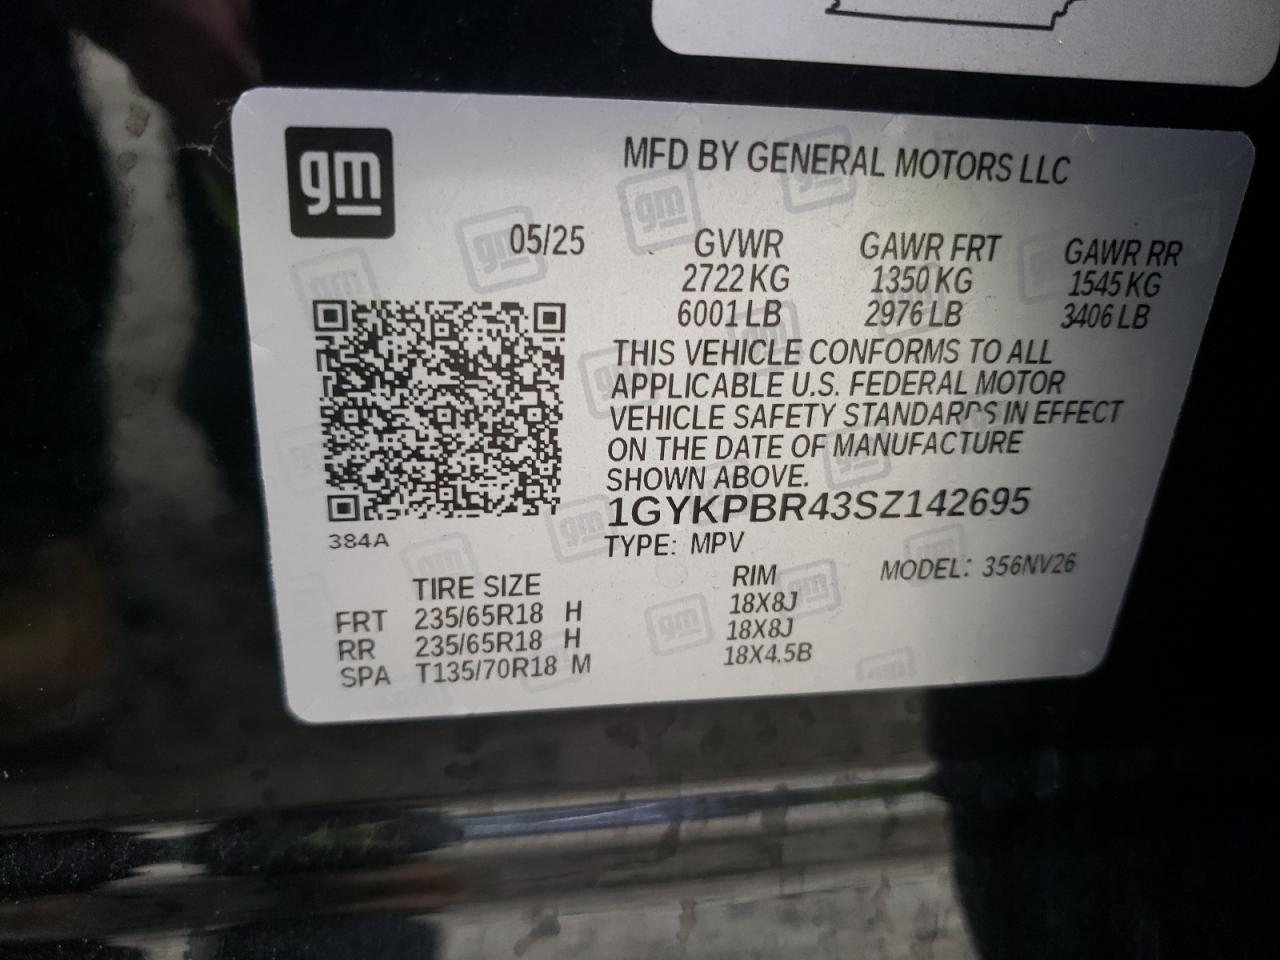 gm
MFD BY GENERAL MOTORS LLC
05/25
GVWR GAWR FRT GAWR RR
2722 KG 1350 KG 1545 KG
6001 LB 2976 LB 3406 LB
THIS VEHICLE CONFORMS TO ALL
APPLICABLE U.S. FEDERAL MOTOR
VEHICLE SAFETY STANDARDS IN EFFECT
ON THE DATE OF MANUFACTURE
SHOWN ABOVE.
1GYKPBR43SZ142695
384A
TYPE: MPV
MODEL: 356NV26
TIRE SIZE RIM
FRT 235/65R18 H 18X8J
RR 235/65R18 H 18X8J
SPA T135/70R18 M 18X4.5B